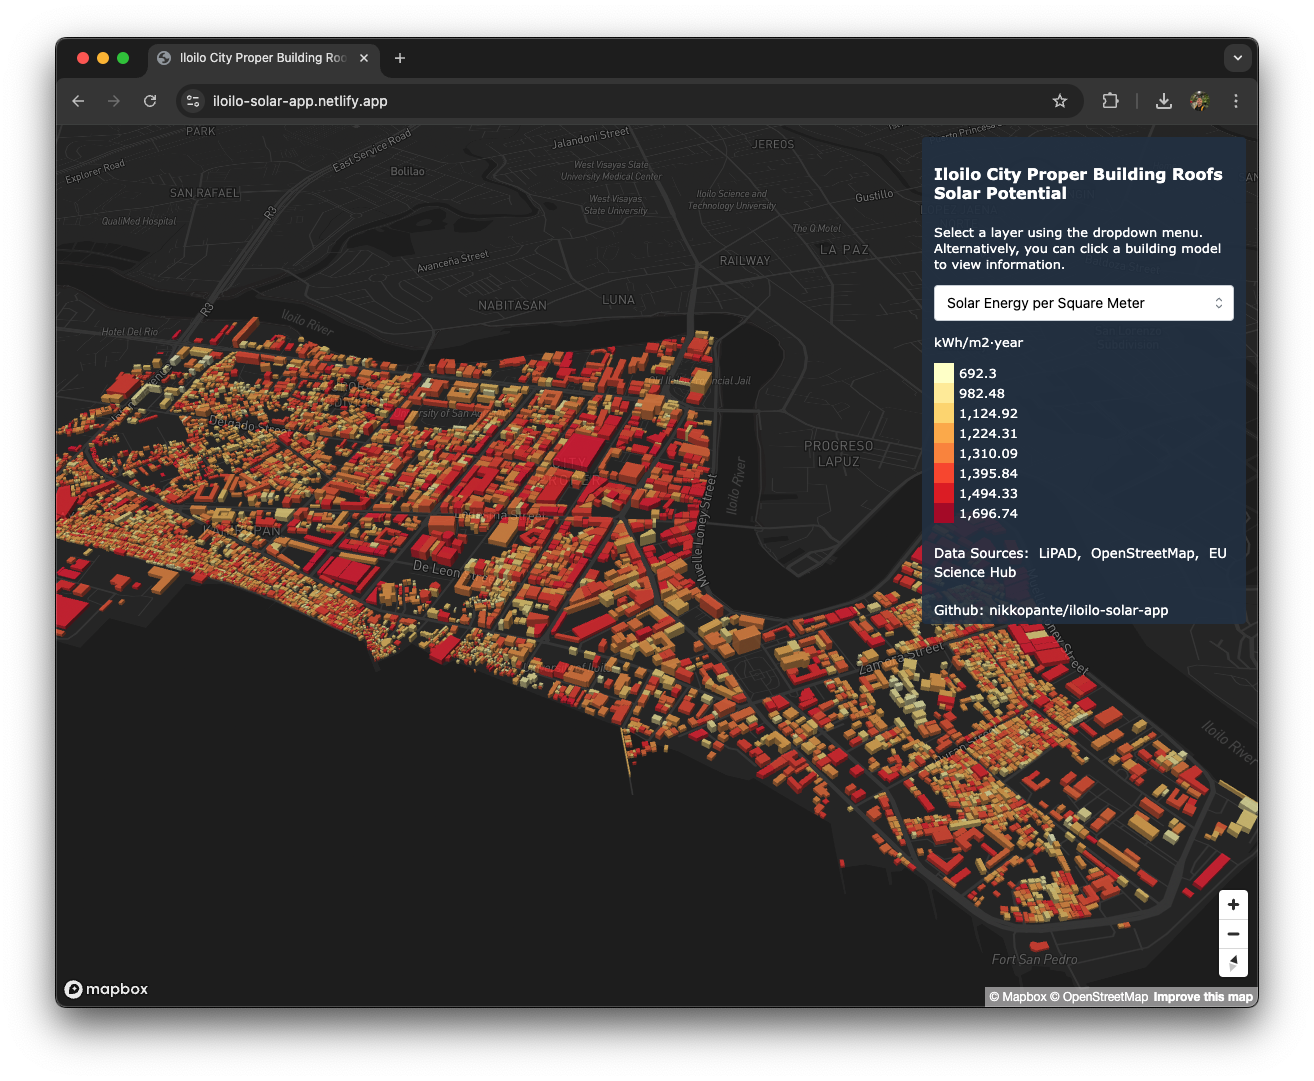 Iloilo City Proper Building Roo
iloilo-solar-app.netlify.app
PARK
East Service Road
Jalandoni Street
JEREOS
Explorer Road
Bolilao
West Visayas State
University Medical Center
SAN RAFAEL
West Visayas
State University
Iloilo Science and
Technology University
Gustillo
QualiMed Hospital
R3
The Q Motel
Avanceña Street
RAILWAY
LA PAZ
NABITASAN
LUNA
R3
Iloilo River
Hotel Del Rio
Delgado Street
PROGRESO
LAPUZ
Iloilo River
Muelle Loney Street
De Leon
Zamora Street
Iloilo River
Fort San Pedro
Iloilo City Proper Building Roofs
Solar Potential
Select a layer using the dropdown menu.
Alternatively, you can click a building model
to view information.
Solar Energy per Square Meter
kWh/m2·year
692.3
982.48
1,124.92
1,224.31
1,310.09
1,395.84
1,494.33
1,696.74
Data Sources: LiPAD, OpenStreetMap, EU
Science Hub
Github: nikkopante/iloilo-solar-app
mapbox
© Mapbox © OpenStreetMap Improve this map